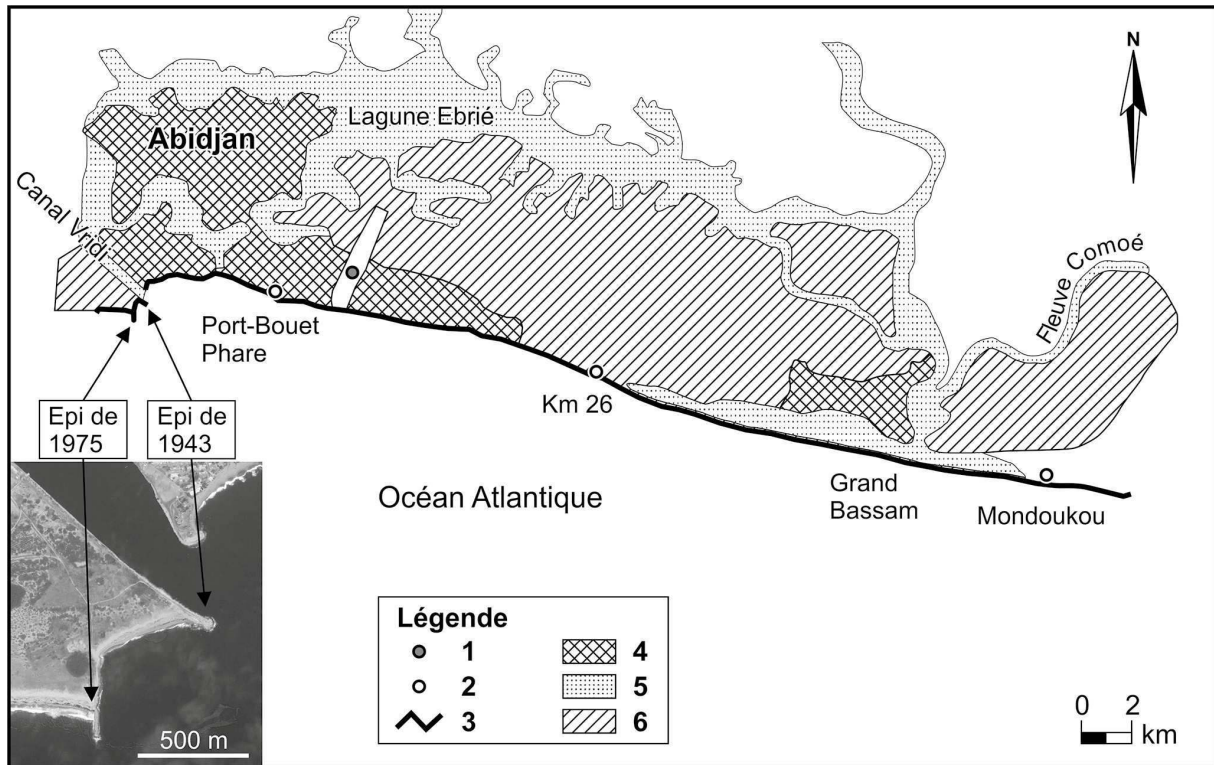 N
Abidjan
Lagune Ebrié
Canal Vridi
Fleuve Comoé
Port-Bouet
Phare
Km 26
Epi de
1975
Epi de
1943
Grand
Bassam
Mondoukou
Océan Atlantique
500 m
Légende
1
2
3
4
5
6
0 2
km